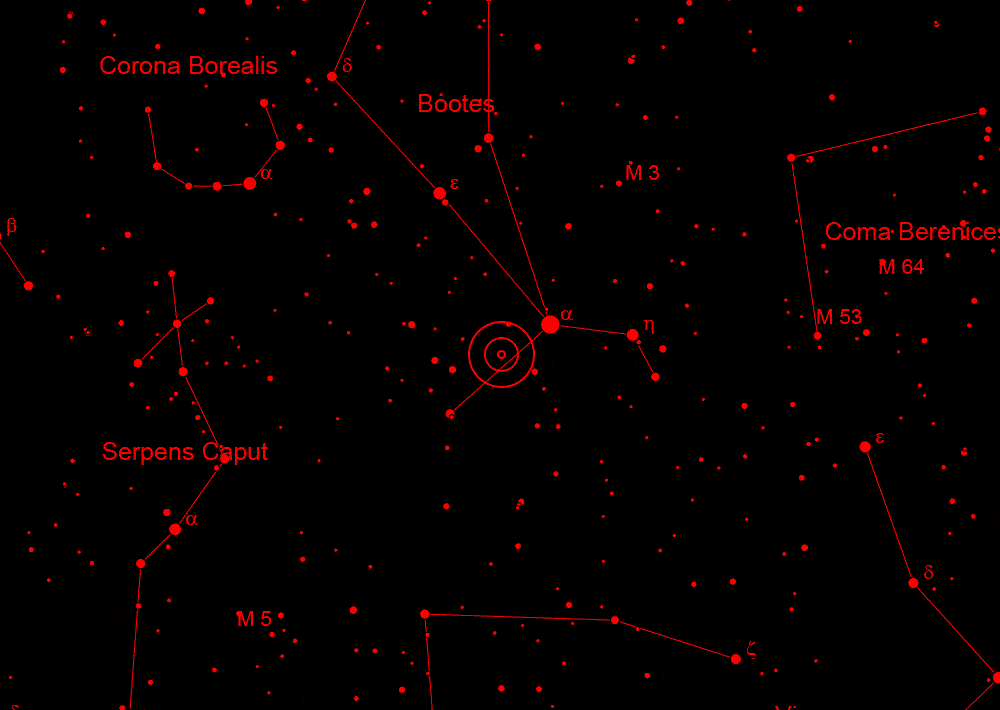 Corona Borealis
δ
Bootes
α
ε
M 3
β
Coma Berenices
M 64
α
η
M 53
Serpens Caput
ε
α
δ
M 5
ζ